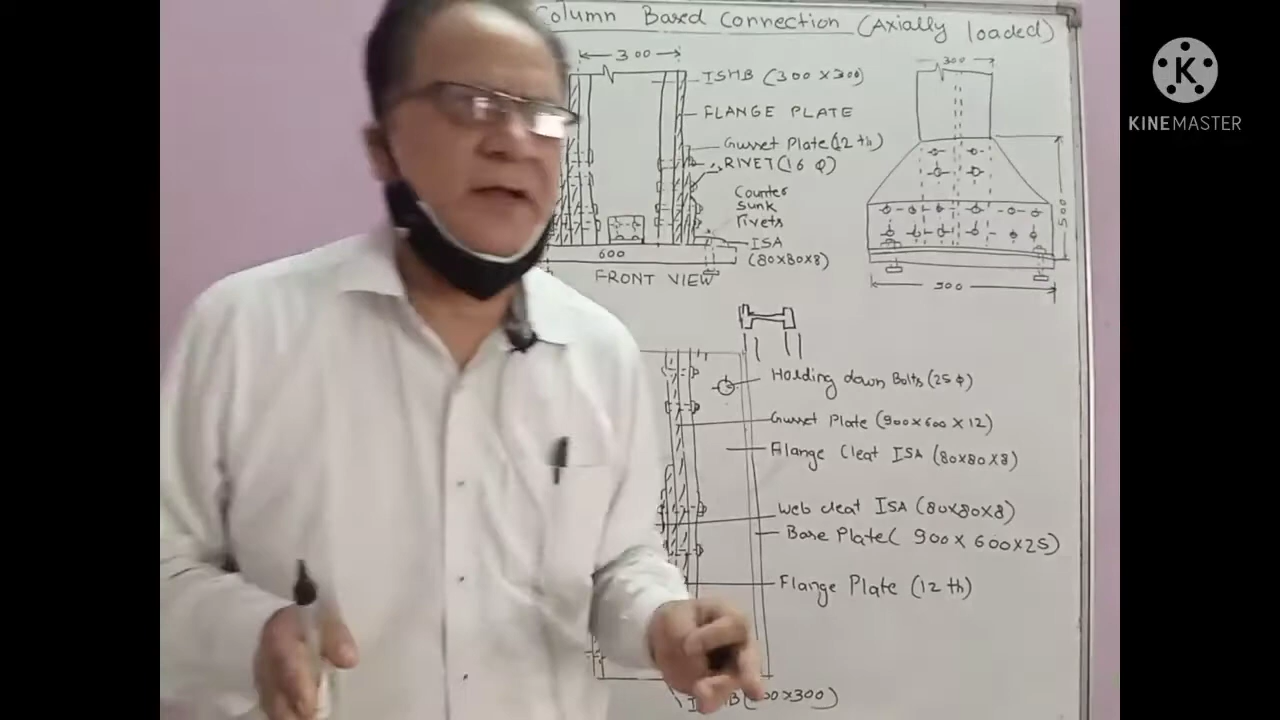 Column Based Connection (Axially loaded)
300
ISHB (300 x 300)
FLANGE PLATE
Gusset Plate (12 th)
RIVET (16 φ)
Counter
Sunk
rivets
ISA
(80x80x8)
600
FRONT VIEW
300
500
900
K
KINEMASTER
Holding down Bolts (25 φ)
Gusset Plate (900 x 600 x 12)
Flange Cleat ISA (80x80x8)
Web cleat ISA (80x80x8)
Base Plate ( 900 x 600 x 25)
Flange Plate (12 th)